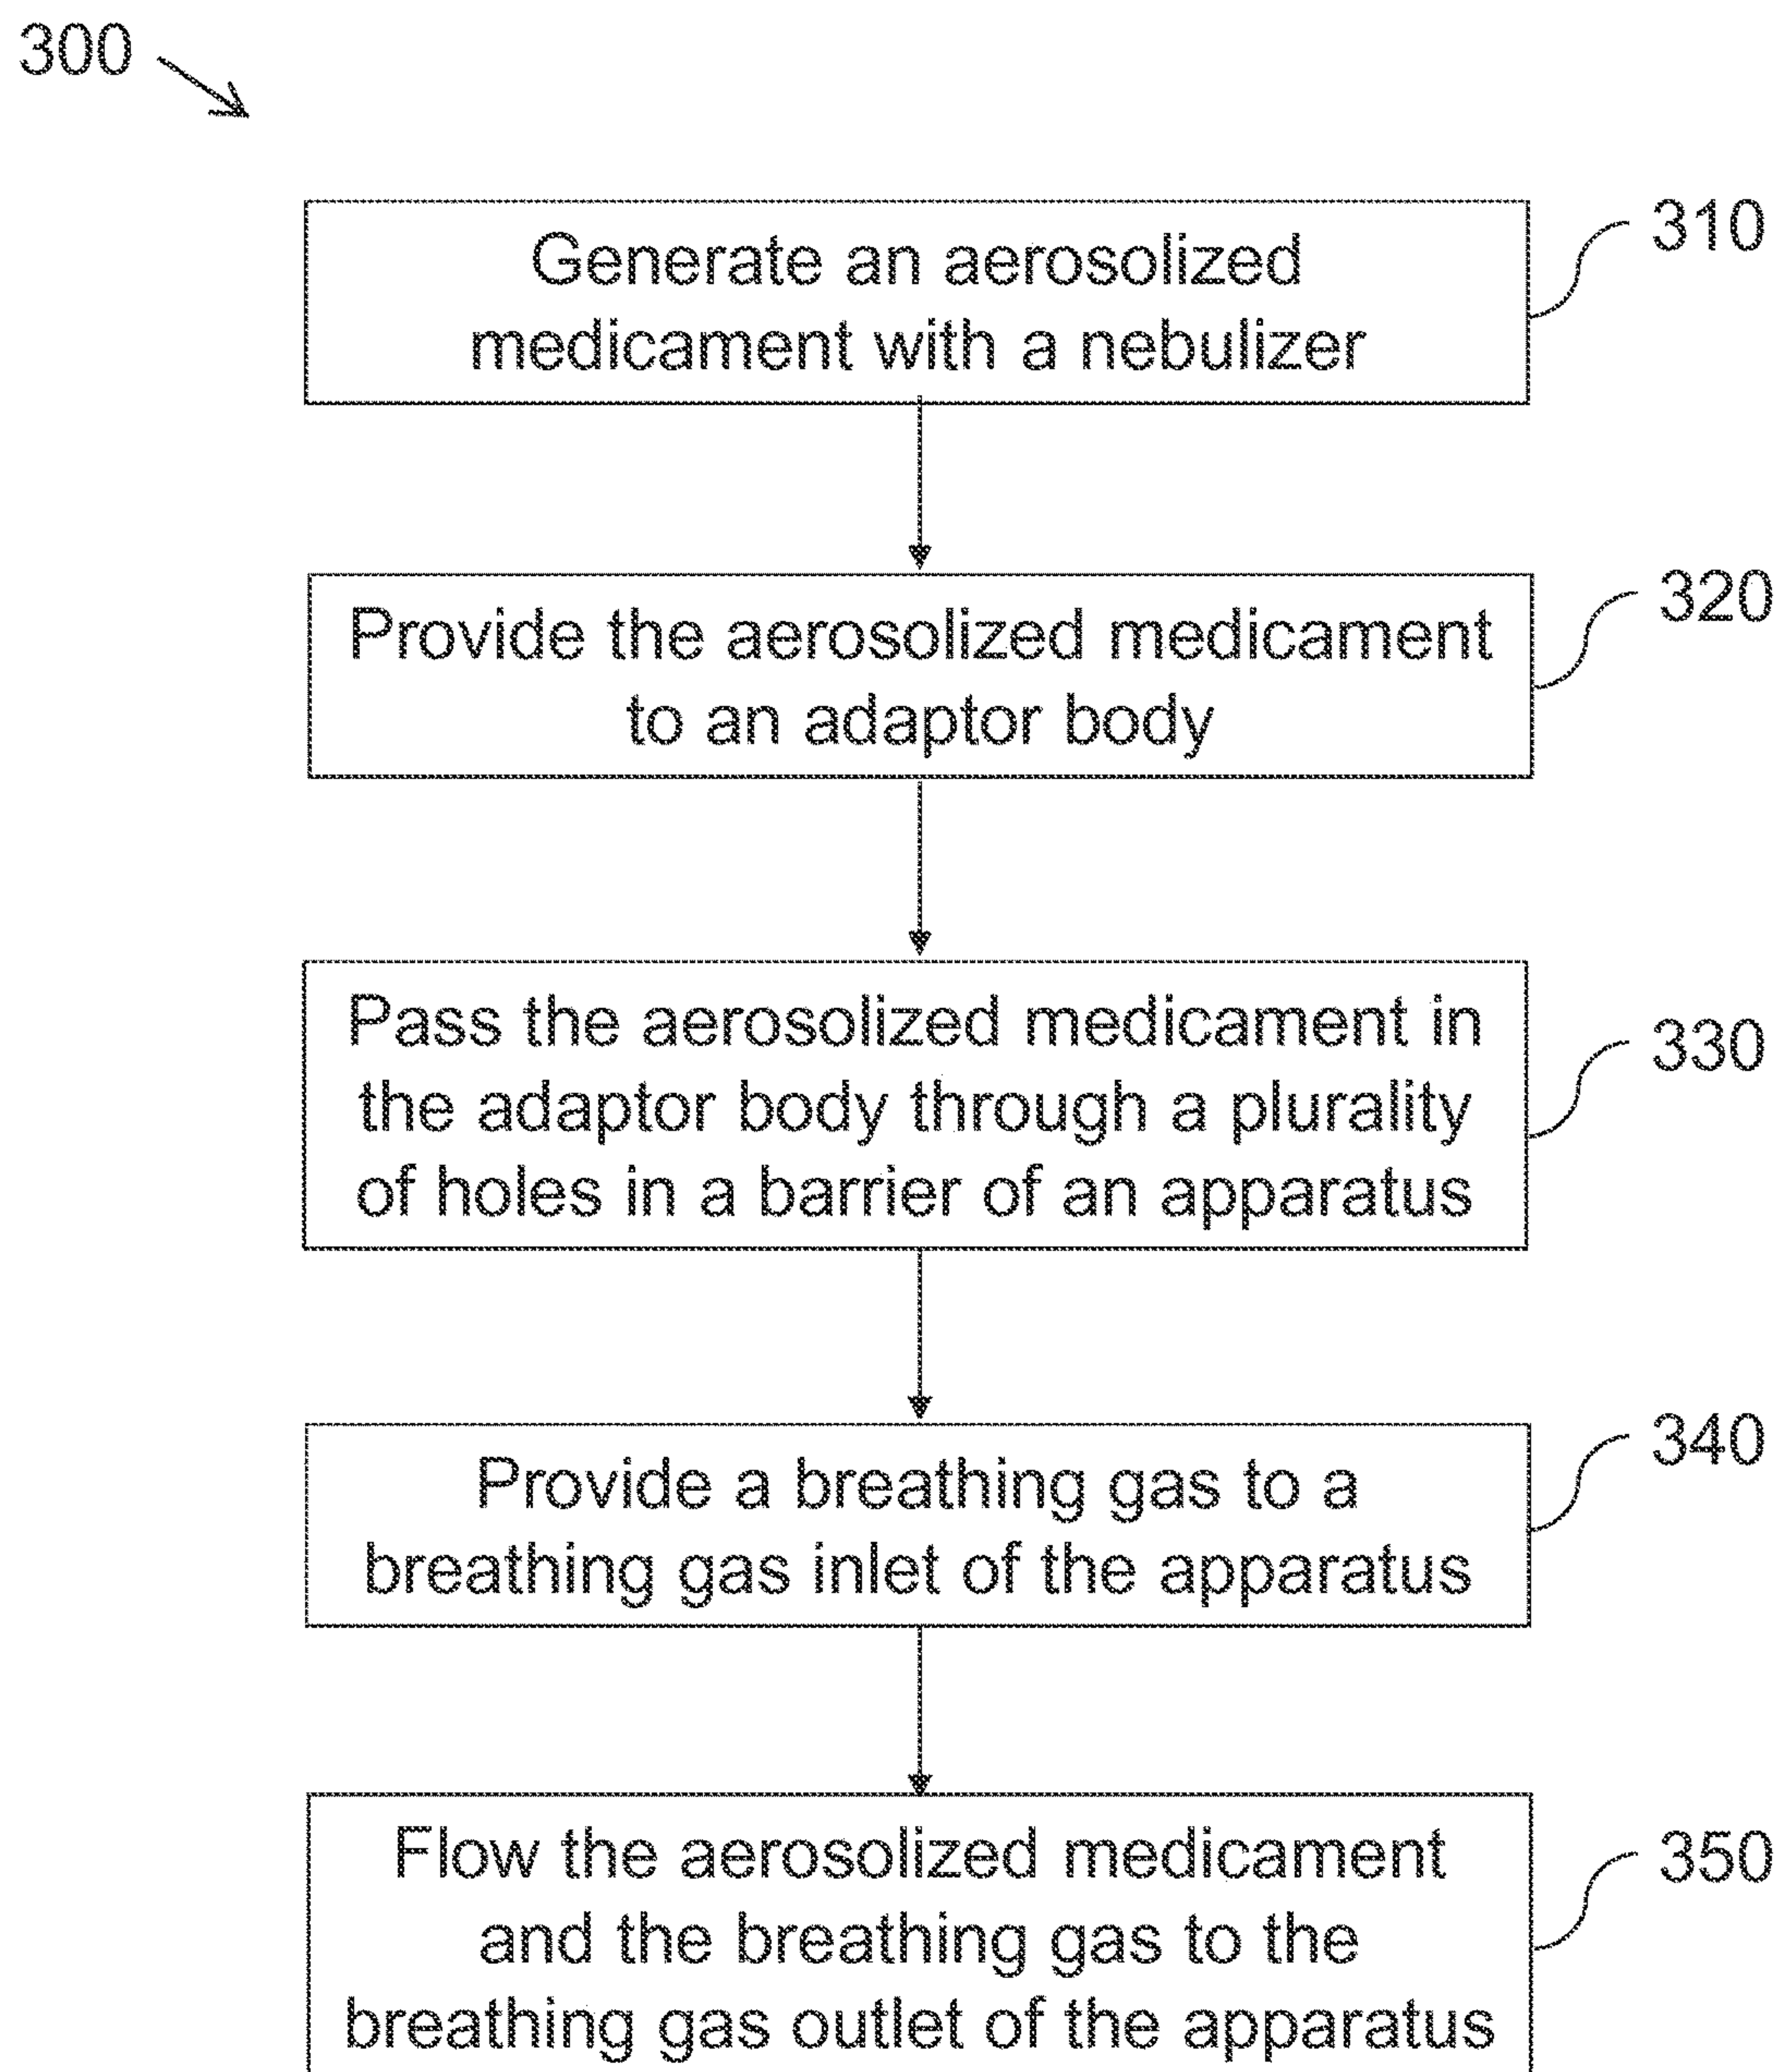 300
Generate an aerosolized
medicament with a nebulizer
310
Provide the aerosolized medicament
to an adaptor body
320
Pass the aerosolized medicament in
the adaptor body through a plurality
of holes in a barrier of an apparatus
330
Provide a breathing gas to a
breathing gas inlet of the apparatus
340
Flow the aerosolized medicament
and the breathing gas to the
breathing gas outlet of the apparatus
350